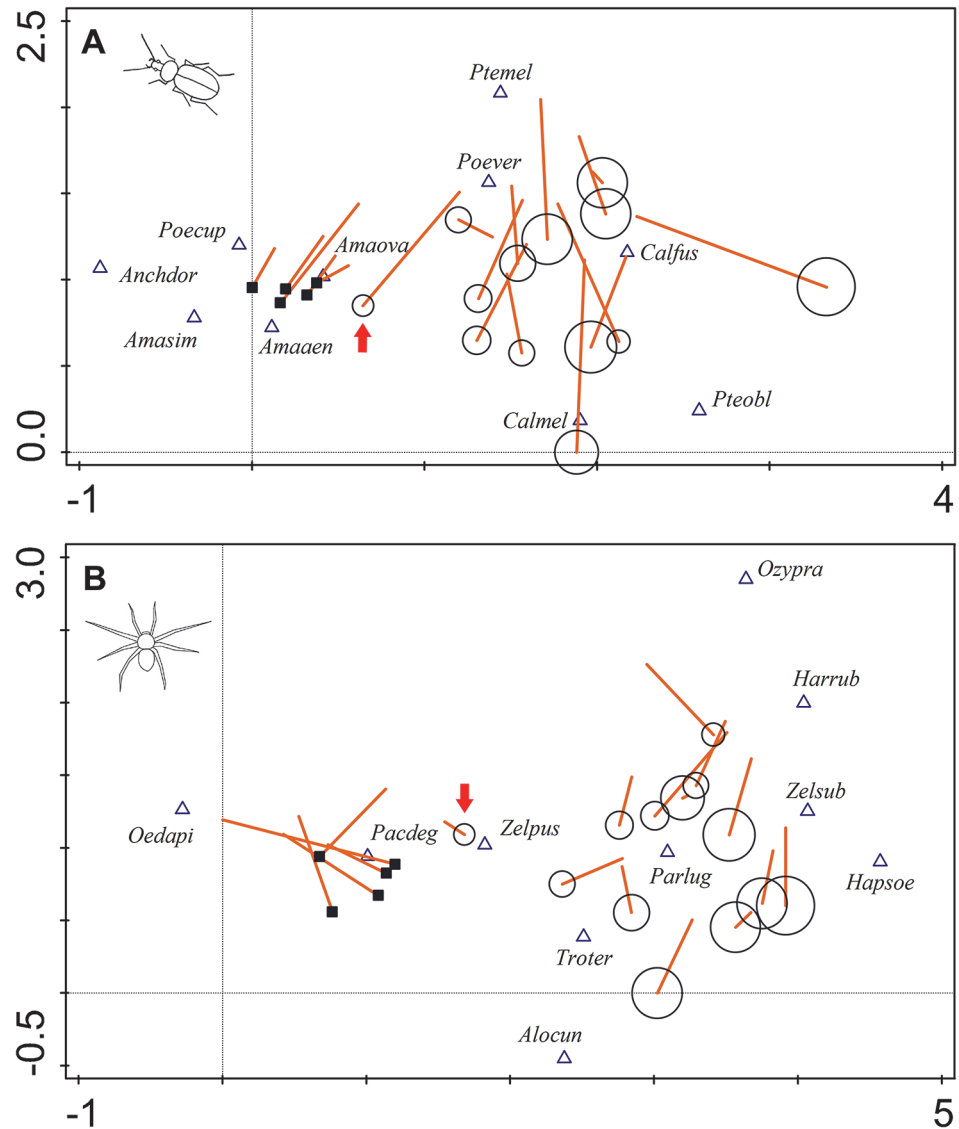 2.5
A
Ptemel
Poever
Poecup
Amaova
Calfus
Anchdor
Amasim
Amaaen
Pteobl
Calmel
0.0
-1
4
3.0
B
Ozypra
Harrub
Zelsub
Oedapi
Pacdeg
Zelpus
Parlug
Hapsoe
Troter
Alocun
-0.5
-1
5